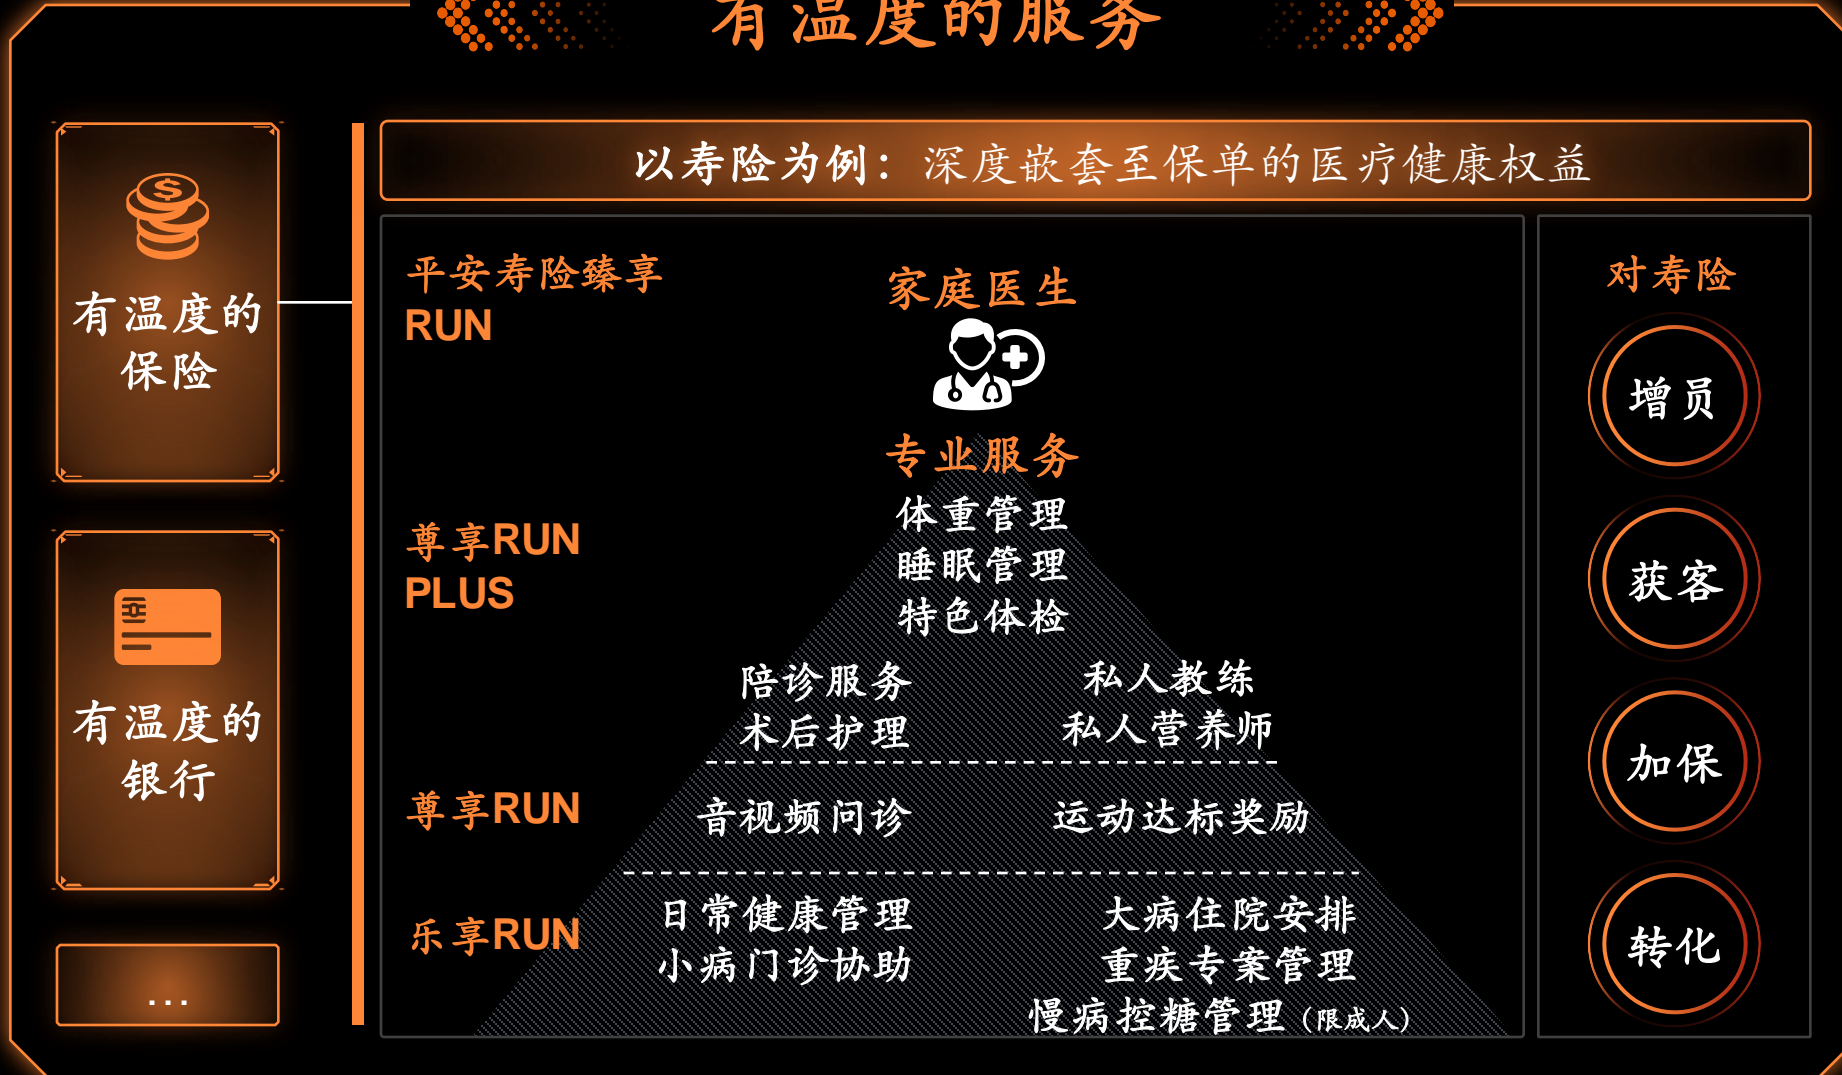 有温度的服务
有温度的
保险
有温度的
银行
...
以寿险为例：深度嵌套至保单的医疗健康权益
平安寿险臻享
RUN
尊享RUN
PLUS
尊享RUN
乐享RUN
家庭医生
专业服务
体重管理
睡眠管理
特色体检
陪诊服务 私人教练
术后护理 私人营养师
音视频问诊 运动达标奖励
日常健康管理 大病住院安排
小病门诊协助 重疾专案管理
慢病控糖管理（限成人）
对寿险
增员
获客
加保
转化